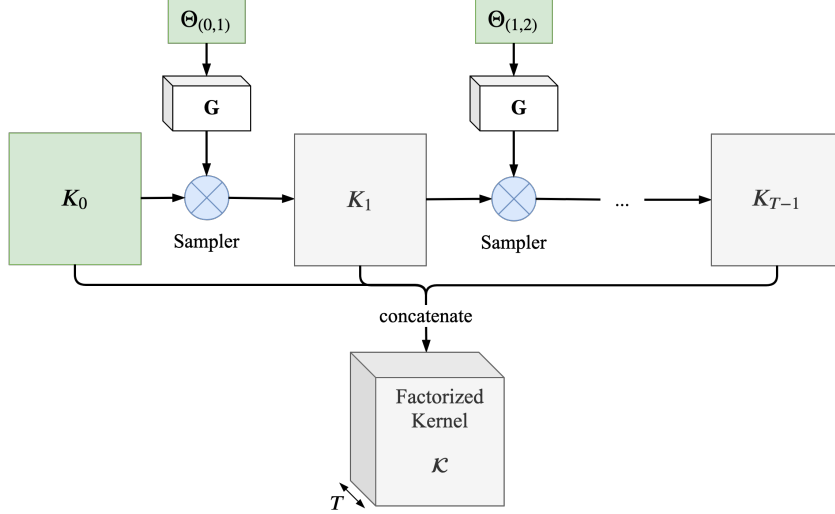 Θ(0,1)
Θ(1,2)
G
G
K0
K1
...
KT−1
Sampler
Sampler
concatenate
Factorized
Kernel
𝒦
T